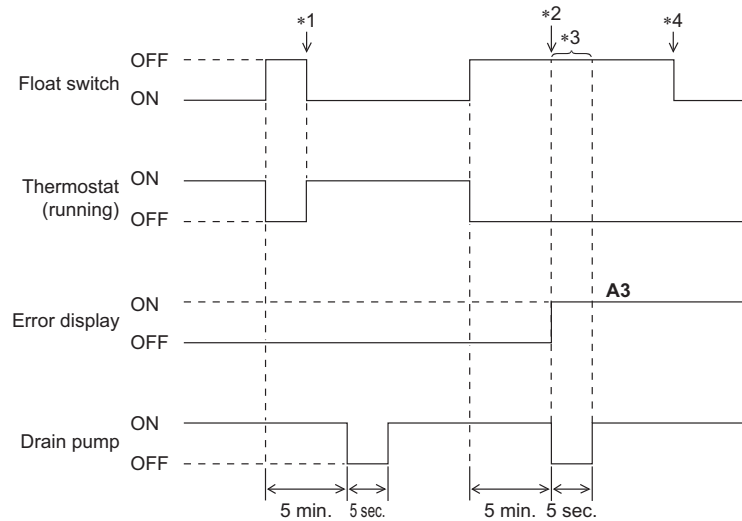 *1
*2
*3
*4
Float switch
OFF
ON
Thermostat
(running)
ON
OFF
Error display
ON
OFF
A3
Drain pump
ON
OFF
5 min.
5 sec.
5 min.
5 sec.